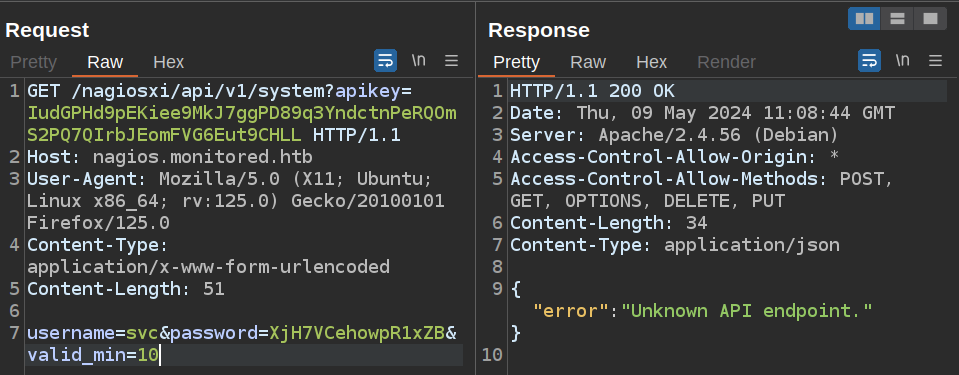 Request
Pretty Raw Hex
\n
1 GET /nagiosxi/api/v1/system?apikey=
IudGPHd9pEKiee9MkJ7ggPD89q3YndctnPeRQOm
S2PQ7QIrbJEomFVG6Eut9CHLL HTTP/1.1
2 Host: nagios.monitored.htb
3 User-Agent: Mozilla/5.0 (X11; Ubuntu;
Linux x86_64; rv:125.0) Gecko/20100101
Firefox/125.0
4 Content-Type:
application/x-www-form-urlencoded
5 Content-Length: 51
6
7 username=svc&password=XjH7VCehowpR1xZB&
valid_min=10
Response
Pretty Raw Hex Render
\n
1 HTTP/1.1 200 OK
2 Date: Thu, 09 May 2024 11:08:44 GMT
3 Server: Apache/2.4.56 (Debian)
4 Access-Control-Allow-Origin: *
5 Access-Control-Allow-Methods: POST,
GET, OPTIONS, DELETE, PUT
6 Content-Length: 34
7 Content-Type: application/json
8
9 {
"error":"Unknown API endpoint."
}
10